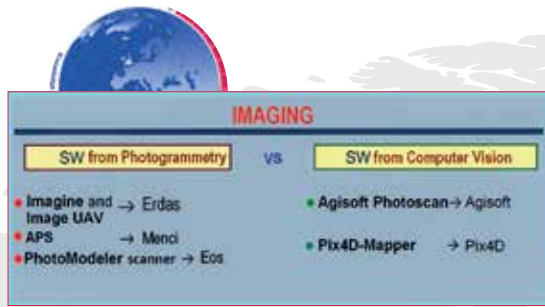 IMAGING
SW from Photogrammetry vs SW from Computer Vision
Imagine and Image UAV → Erdas
APS → Menci
PhotoModeler scanner → Eos
Agisoft Photoscan → Agisoft
Pix4D-Mapper → Pix4D